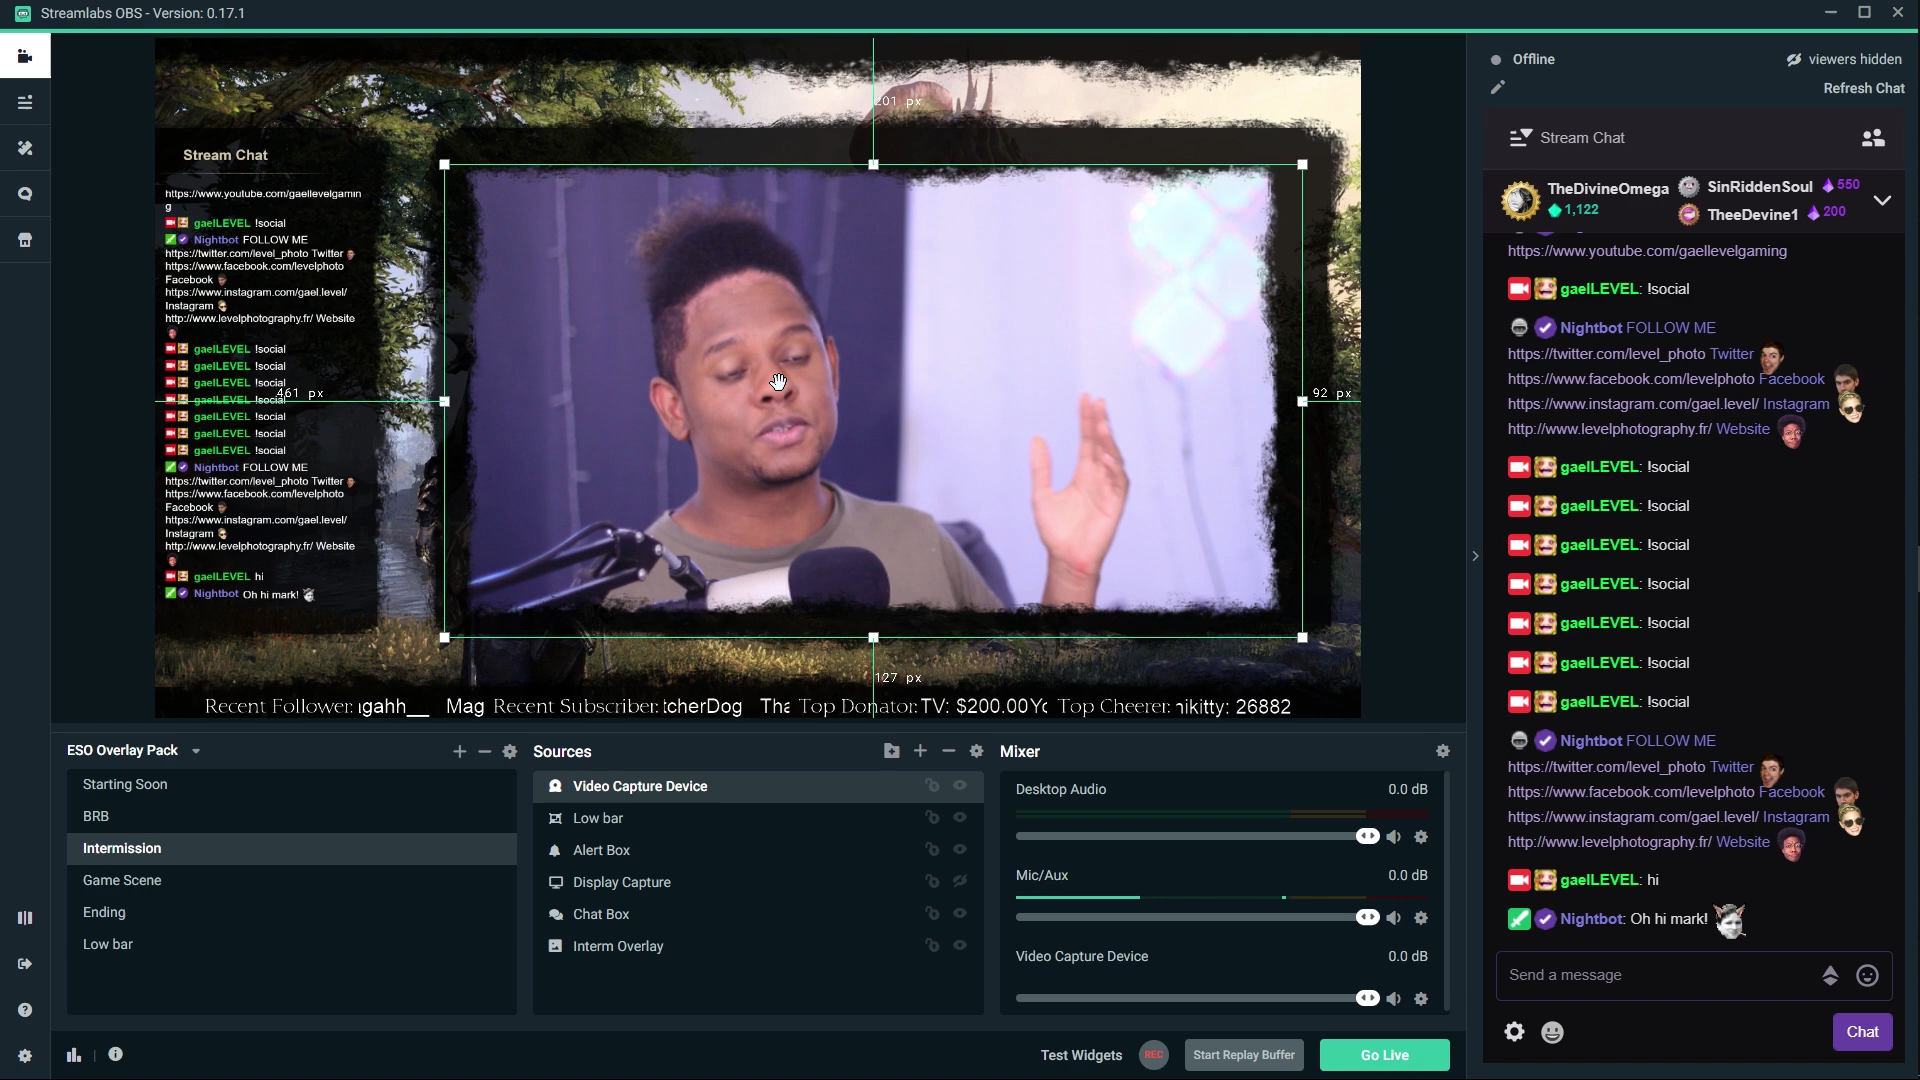 Streamlabs OBS - Version: 0.17.1
201 px
Stream Chat
https://www.youtube.com/gaellevelgamin
g
gaelLEVEL !social
Nightbot FOLLOW ME
https://twitter.com/level_photo Twitter
https://www.facebook.com/levelphoto
Facebook
https://www.instagram.com/gael.level/
Instagram
http://www.levelphotography.fr/ Website
gaelLEVEL !social
gaelLEVEL !social
gaelLEVEL !social
gaelLEVEL !social
461 px
gaelLEVEL !social
gaelLEVEL !social
gaelLEVEL !social
Nightbot FOLLOW ME
https://twitter.com/level_photo Twitter
https://www.facebook.com/levelphoto
Facebook
https://www.instagram.com/gael.level/
Instagram
http://www.levelphotography.fr/ Website
gaelLEVEL hi
Nightbot Oh hi mark!
92 px
127 px
Recent Follower: igahh__ Mag Recent Subscriber: tcherDog Tha Top Donator: TV: $200.00Yo Top Cheerer: nikitty: 26882
ESO Overlay Pack
Starting Soon
BRB
Intermission
Game Scene
Ending
Low bar
Sources
Video Capture Device
Low bar
Alert Box
Display Capture
Chat Box
Interm Overlay
Mixer
Desktop Audio 0.0 dB
Mic/Aux 0.0 dB
Video Capture Device 0.0 dB
Test Widgets REC Start Replay Buffer Go Live
Offline viewers hidden
Refresh Chat
Stream Chat
TheDivineOmega SinRiddenSoul 550
1,122 TheeDevine1 200
https://www.youtube.com/gaellevelgaming
gaelLEVEL: !social
Nightbot FOLLOW ME
https://twitter.com/level_photo Twitter
https://www.facebook.com/levelphoto Facebook
https://www.instagram.com/gael.level/ Instagram
http://www.levelphotography.fr/ Website
gaelLEVEL: !social
gaelLEVEL: !social
gaelLEVEL: !social
gaelLEVEL: !social
gaelLEVEL: !social
gaelLEVEL: !social
gaelLEVEL: !social
Nightbot FOLLOW ME
https://twitter.com/level_photo Twitter
https://www.facebook.com/levelphoto Facebook
https://www.instagram.com/gael.level/ Instagram
http://www.levelphotography.fr/ Website
gaelLEVEL: hi
Nightbot: Oh hi mark!
Send a message
Chat